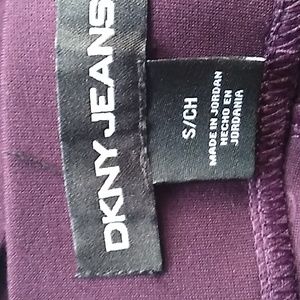 DKNY JEANS
S/CH
MADE IN JORDAN
HECHO EN
JORDANIA